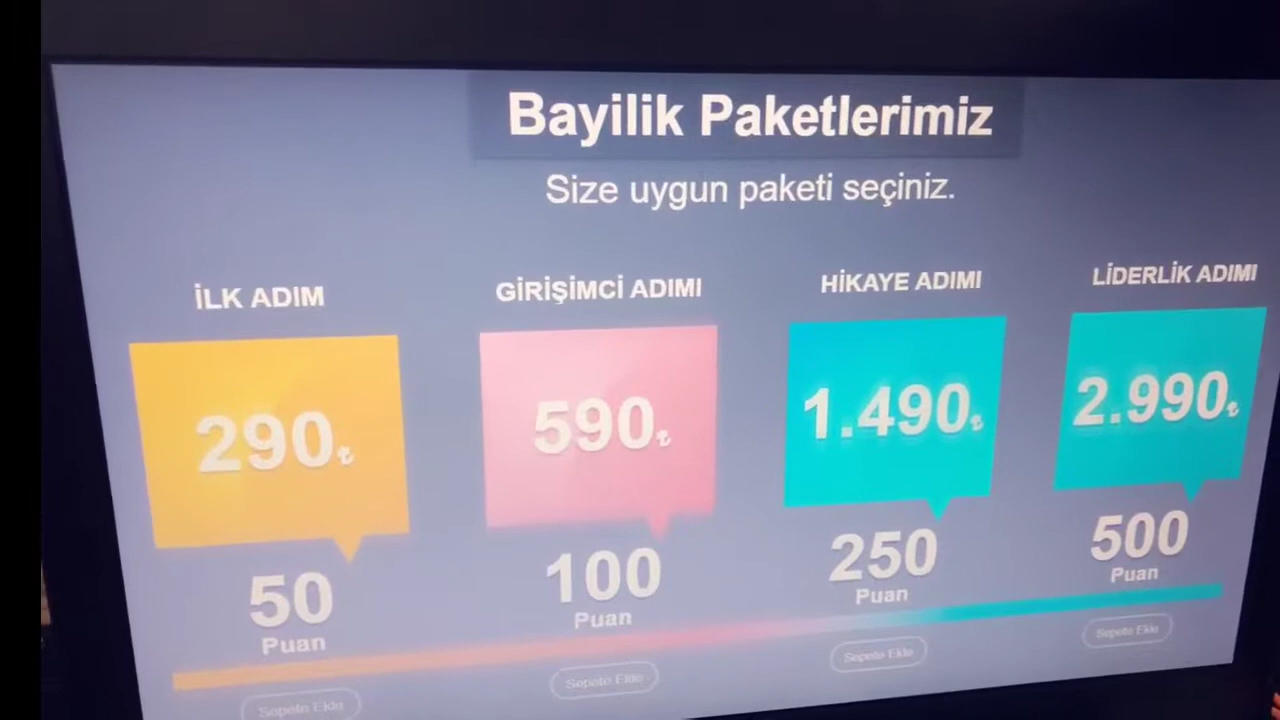 Bayilik Paketlerimiz
Size uygun paketi seçiniz.
İLK ADIM
290₺
50
Puan
Sepete Ekle
GİRİŞİMCİ ADIMI
590₺
100
Puan
Sepete Ekle
HİKAYE ADIMI
1.490₺
250
Puan
Sepete Ekle
LİDERLİK ADIMI
2.990₺
500
Puan
Sepete Ekle